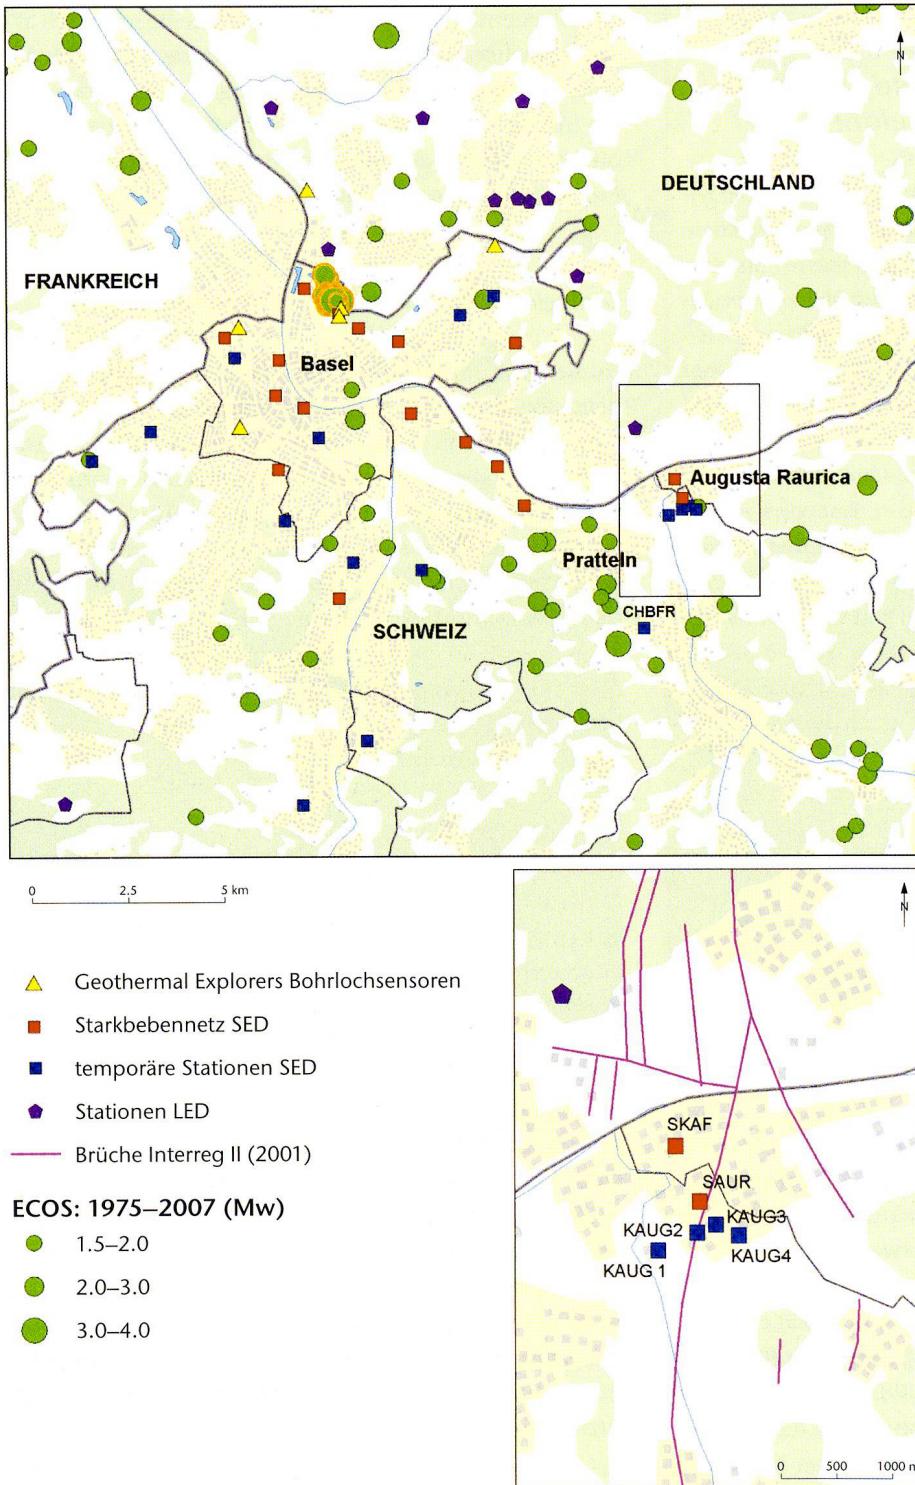 N
DEUTSCHLAND
FRANKREICH
Basel
Augusta Raurica
Pratteln
CHBFR
SCHWEIZ
0 2.5 5 km
N
Geothermal Explorers Bohrlochsensoren
Starkbebennetz SED
temporäre Stationen SED
Stationen LED
Brüche Interreg II (2001)
ECOS: 1975–2007 (Mw)
1.5–2.0
2.0–3.0
3.0–4.0
SKAF
SAUR
KAUG2
KAUG3
KAUG 1
KAUG4
0 500 1000 m